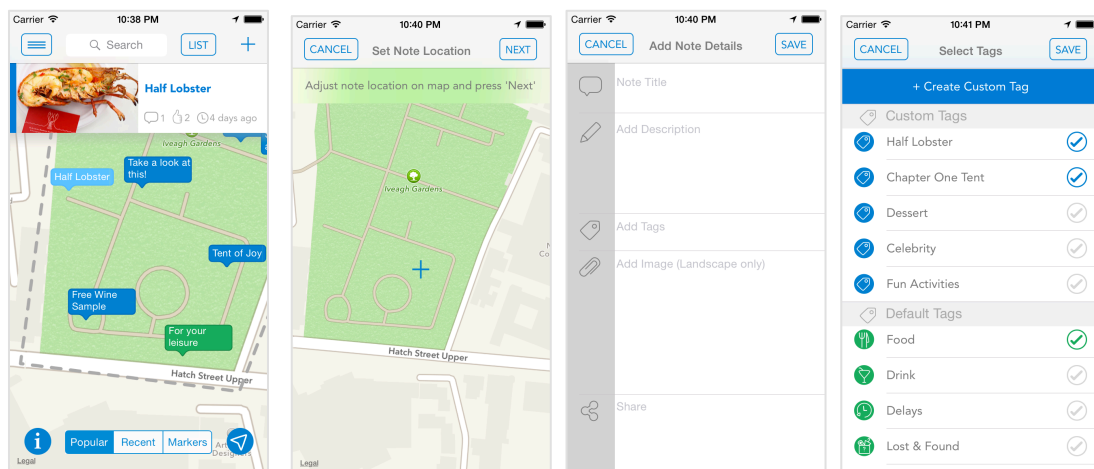 Carrier
10:38 PM
Search
LIST
Half Lobster
1
2
4 days ago
Iveagh Gardens
Take a look at
this!
Half Lobster
Tent of Joy
Free Wine
Sample
For your
leisure
Hatch Street Upper
Popular
Recent
Markers
Legal
Carrier
10:40 PM
CANCEL
Set Note Location
NEXT
Adjust note location on map and press 'Next'
Iveagh Gardens
Hatch Street Upper
Legal
Carrier
10:40 PM
CANCEL
Add Note Details
SAVE
Note Title
Add Description
Add Tags
Add Image (Landscape only)
Share
Carrier
10:41 PM
CANCEL
Select Tags
SAVE
+ Create Custom Tag
Custom Tags
Half Lobster
Chapter One Tent
Dessert
Celebrity
Fun Activities
Default Tags
Food
Drink
Delays
Lost & Found